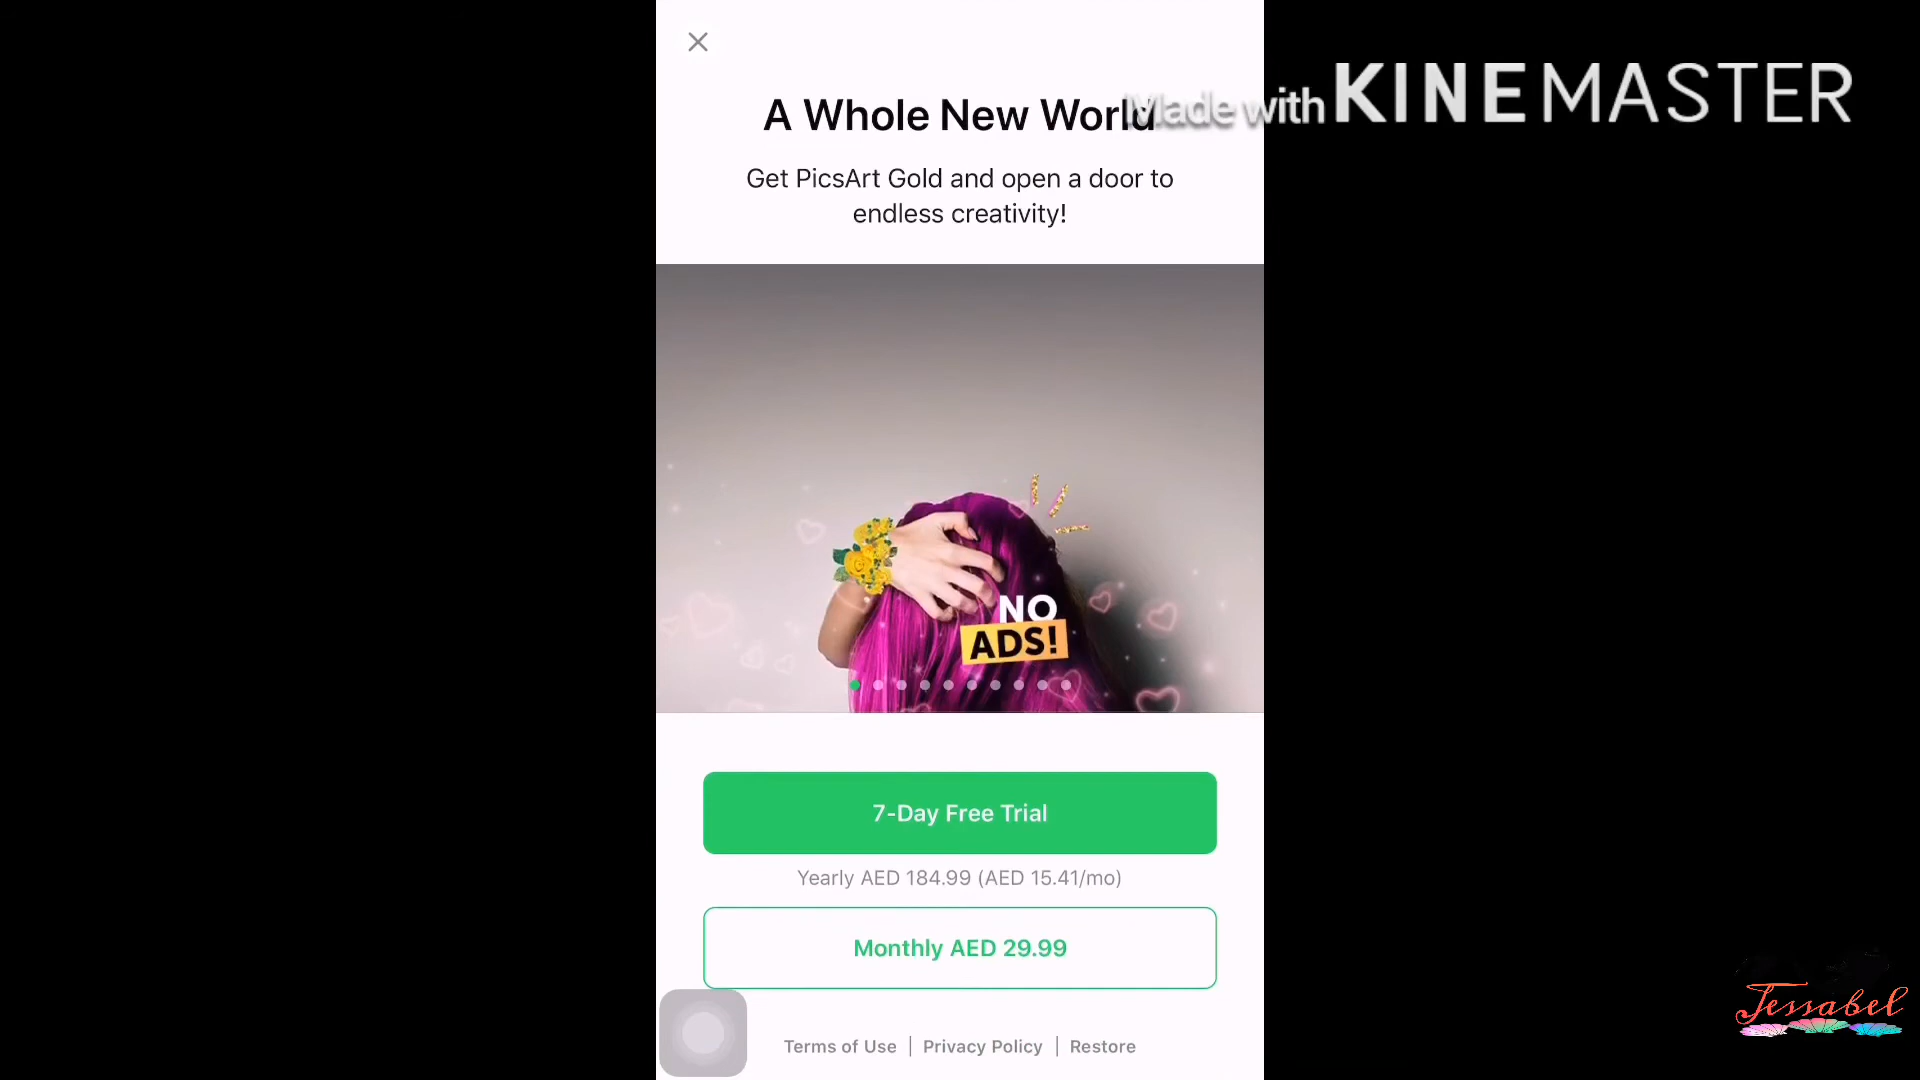 Made with KINEMASTER
A Whole New World
Get PicsArt Gold and open a door to
endless creativity!
NO
ADS!
7-Day Free Trial
Yearly AED 184.99 (AED 15.41/mo)
Monthly AED 29.99
Terms of Use | Privacy Policy | Restore
Jessabel